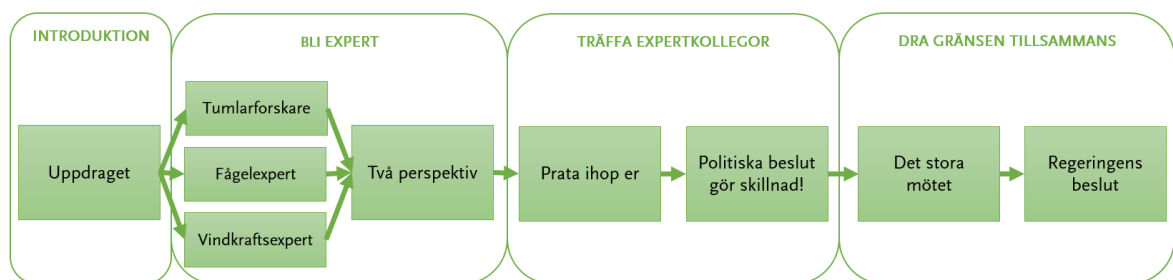 INTRODUKTION
BLI EXPERT
TRÄFFA EXPERTKOLLEGOR
DRA GRÄNSEN TILLSAMMANS
Uppdraget
Tumlarforskare
Fågelexpert
Vindkraftsexpert
Två perspektiv
Prata ihop er
Politiska beslut
gör skillnad!
Det stora
mötet
Regeringens
beslut